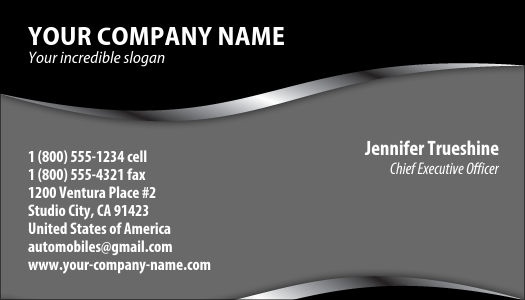 YOUR COMPANY NAME
Your incredible slogan
Jennifer Trueshine
Chief Executive Officer
1 (800) 555-1234 cell
1 (800) 555-4321 fax
1200 Ventura Place #2
Studio City, CA 91423
United States of America
automobiles@gmail.com
www.your-company-name.com